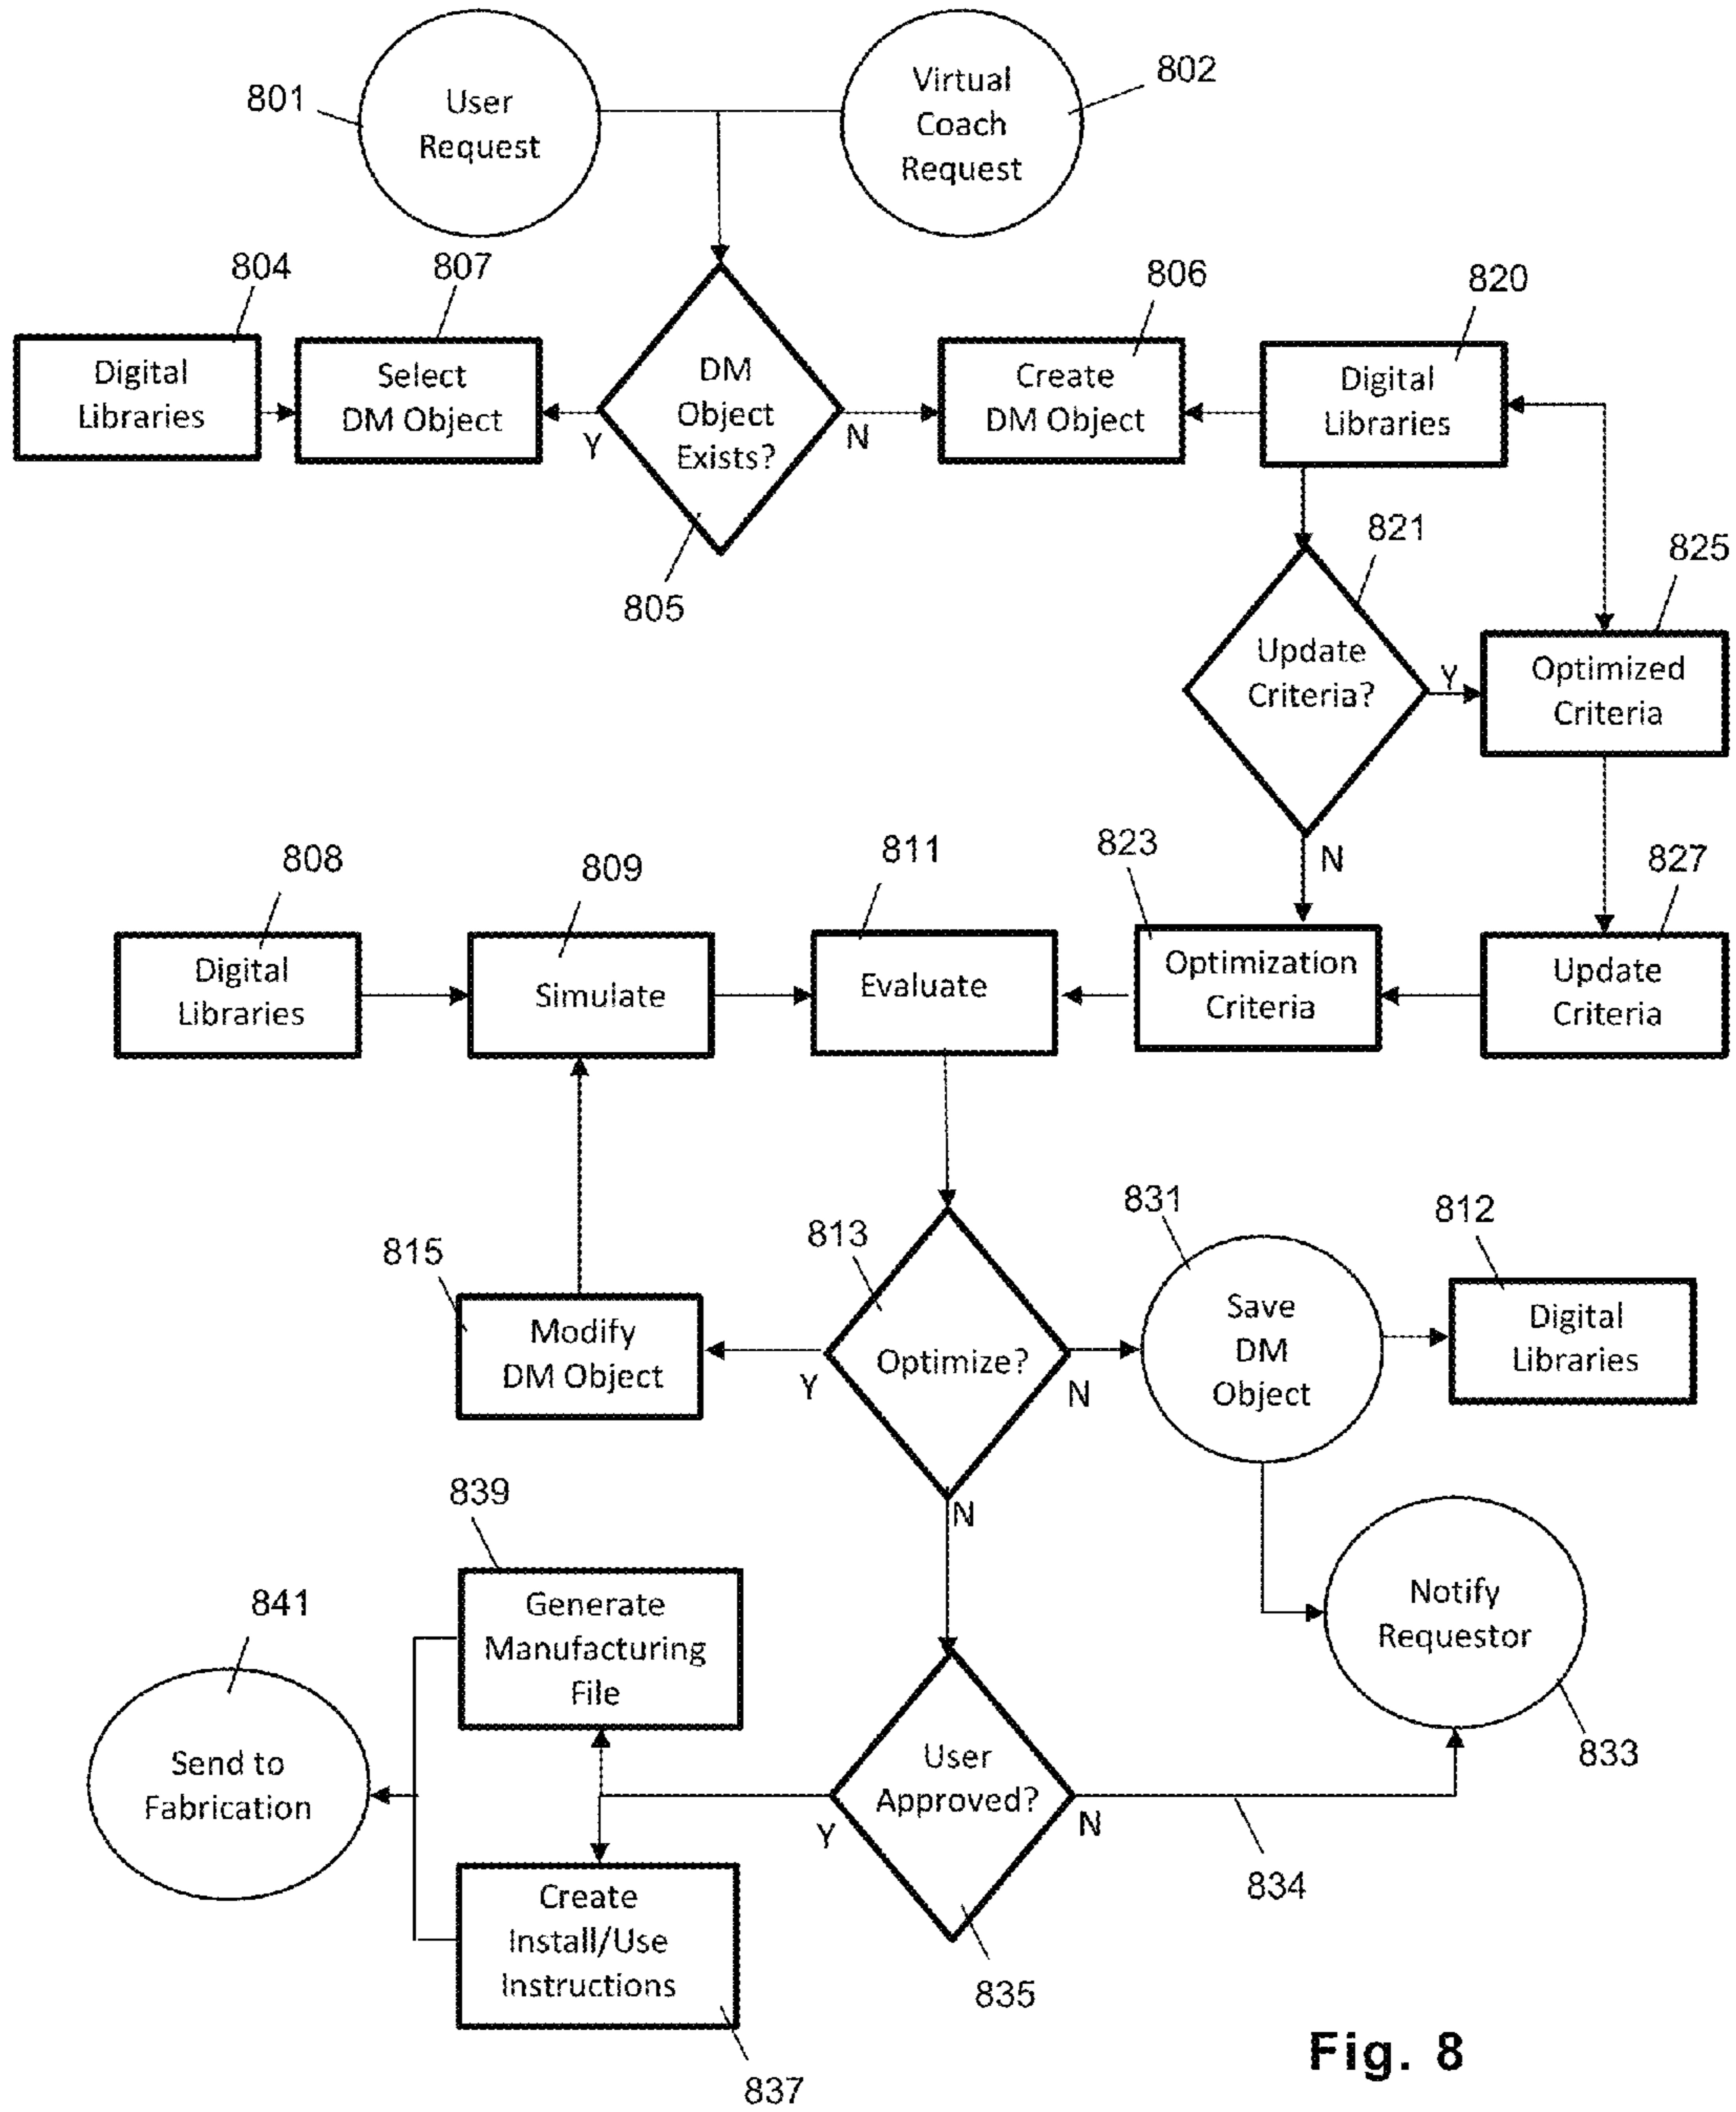 801
User
Request
Virtual
Coach
Request
802
804
807
806
820
Digital
Libraries
Select
DM Object
DM
Object
Exists?
Y
N
Create
DM Object
Digital
Libraries
805
821
825
Update
Criteria?
Y
N
Optimized
Criteria
808
809
811
823
827
Digital
Libraries
Simulate
Evaluate
Optimization
Criteria
Update
Criteria
815
813
831
812
Modify
DM Object
Optimize?
Y
N
N
Save
DM
Object
Digital
Libraries
839
841
Generate
Manufacturing
File
Notify
Requestor
833
Send to
Fabrication
User
Approved?
Y
N
834
Create
Install/Use
Instructions
835
837
Fig. 8